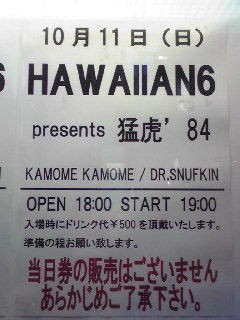 10月11日（日）
HAWAIIAN6
presents 猛虎’84
KAMOME KAMOME / DR.SNUFKIN
OPEN 18:00 START 19:00
入場時にドリンク代￥500を頂戴いたします。
準備の程お願い致します。
当日券の販売はございません
あらかじめご了承下さい。